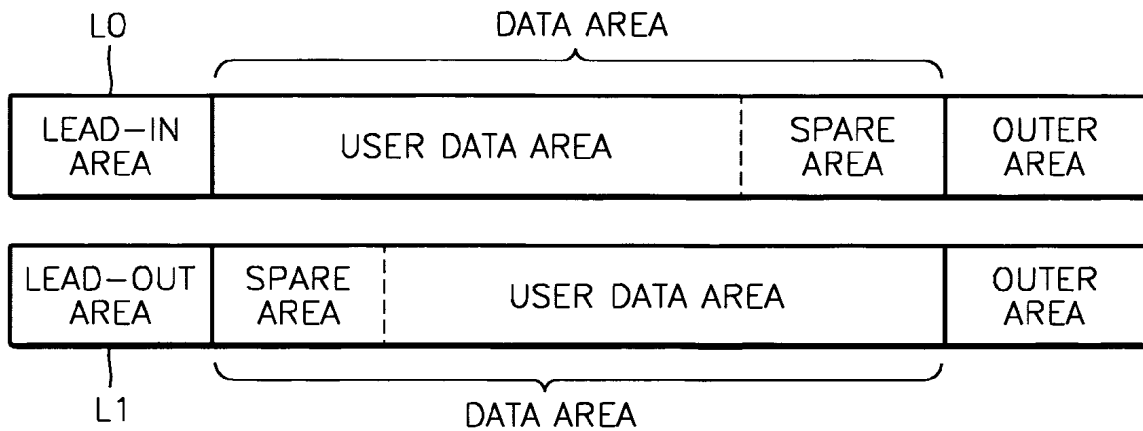 L0
DATA AREA
LEAD-IN
AREA
USER DATA AREA
SPARE
AREA
OUTER
AREA
LEAD-OUT
AREA
SPARE
AREA
USER DATA AREA
OUTER
AREA
L1
DATA AREA